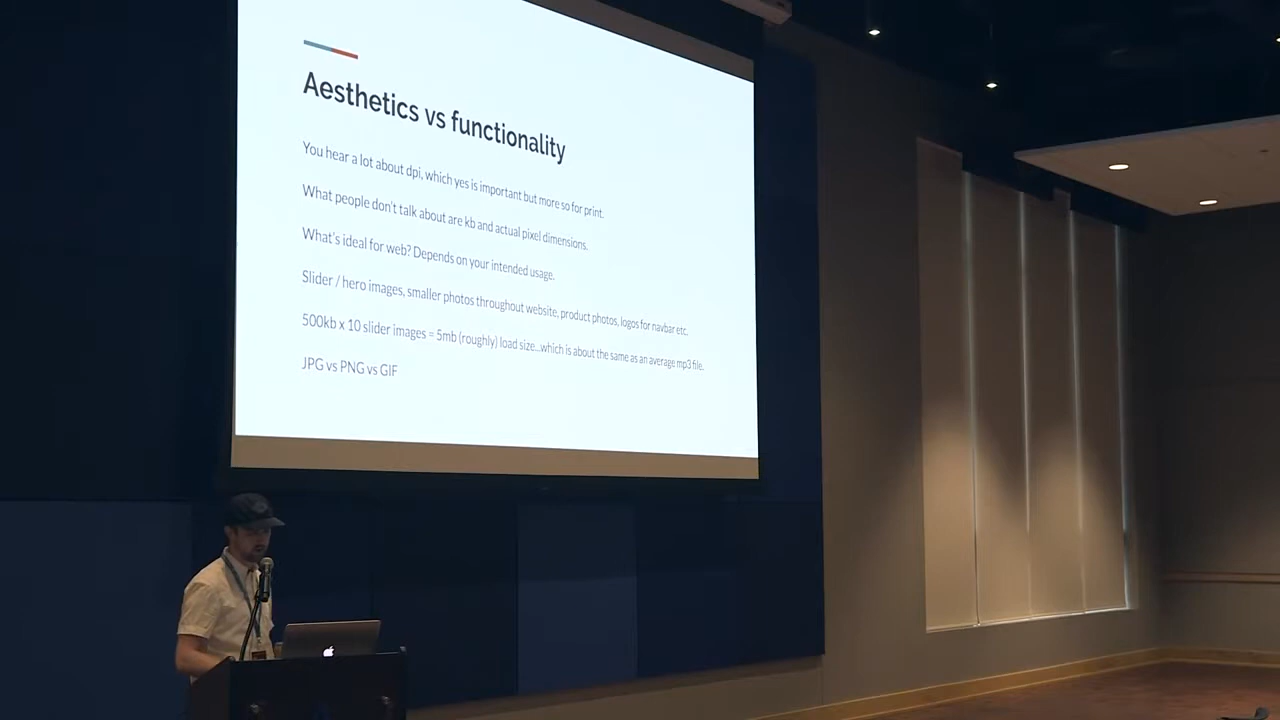 Aesthetics vs functionality
You hear a lot about dpi, which yes is important but more so for print.
What people don't talk about are kb and actual pixel dimensions.
What's ideal for web? Depends on your intended usage.
Slider / hero images, smaller photos throughout website, product photos, logos for navbar etc.
500kb x 10 slider images = 5mb (roughly) load size...which is about the same as an average mp3 file.
JPG vs PNG vs GIF